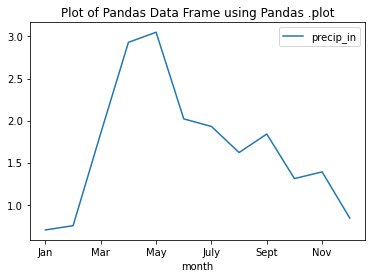 Plot of Pandas Data Frame using Pandas .plot
precip_in
3.0
2.5
2.0
1.5
1.0
Jan Mar May July Sept Nov
month